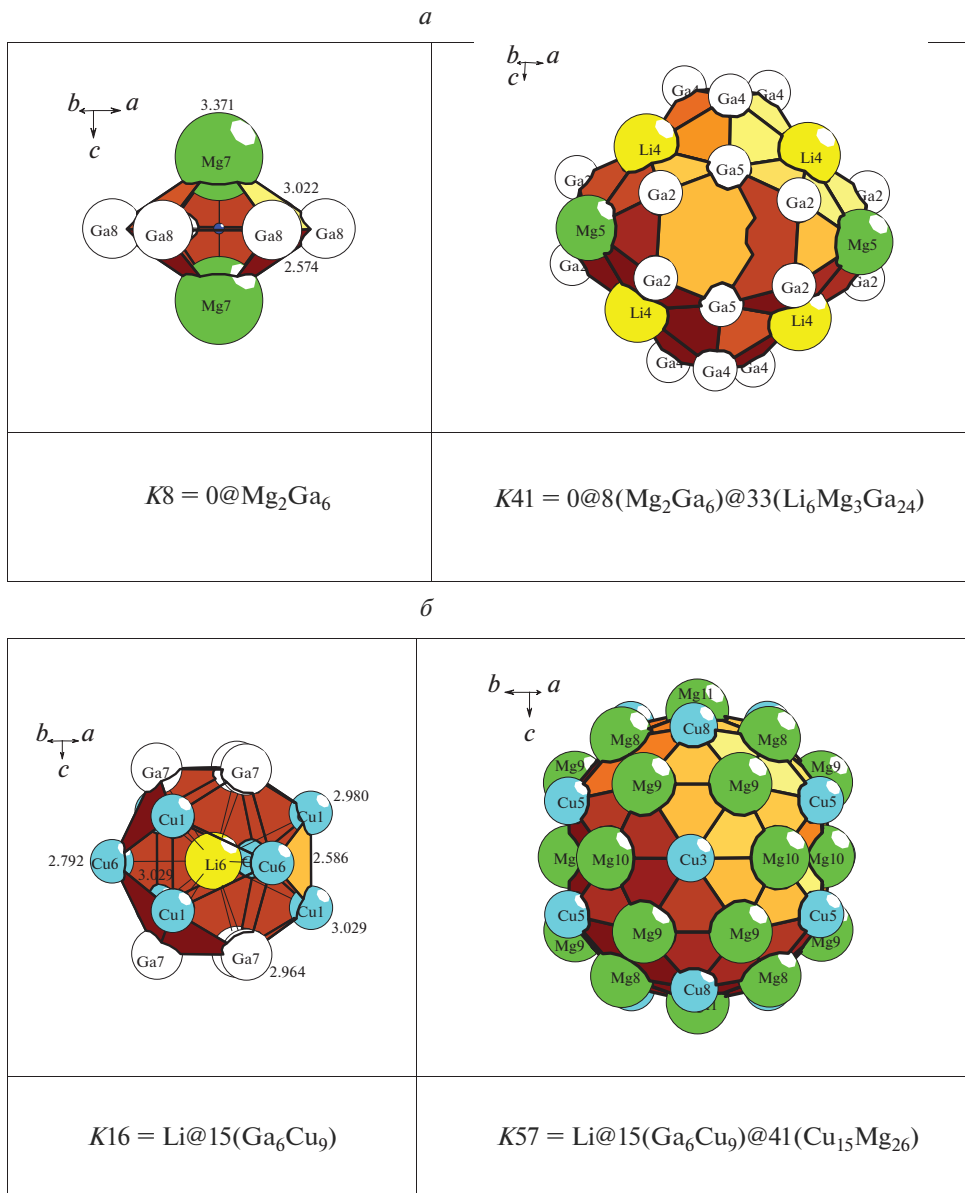 а
b a
c
3.371
Mg7
3.022
Ga8 Ga8 Ga8 Ga8
2.574
Mg7
b a
c
Ga4 Ga4 Ga4
Li4 Li4
Ga5
Ga2 Ga2 Ga2 Ga2
Mg5 Mg5
Ga2 Ga2 Ga2 Ga2
Ga5
Li4 Li4
Ga4 Ga4 Ga4
K8 = 0@Mg₂Ga₆
K41 = 0@8(Mg₂Ga₆)@33(Li₆Mg₃Ga₂₄)
б
b a
c
Ga7 Ga7
2.980
Cu1 Cu1
2.792 Cu6 Li6 Cu6 2.586
3.029
Cu1 Cu1
3.029
Ga7 Ga7
2.964
b a
c
Mg11
Mg8 Cu8 Mg8
Mg9 Mg9 Mg9 Mg9
Cu5 Cu5
Mg10 Cu3 Mg10 Mg10
Cu5 Cu5
Mg9 Mg9 Mg9 Mg9
Mg8 Cu8 Mg8
K16 = Li@15(Ga₆Cu₉)
K57 = Li@15(Ga₆Cu₉)@41(Cu₁₅Mg₂₆)